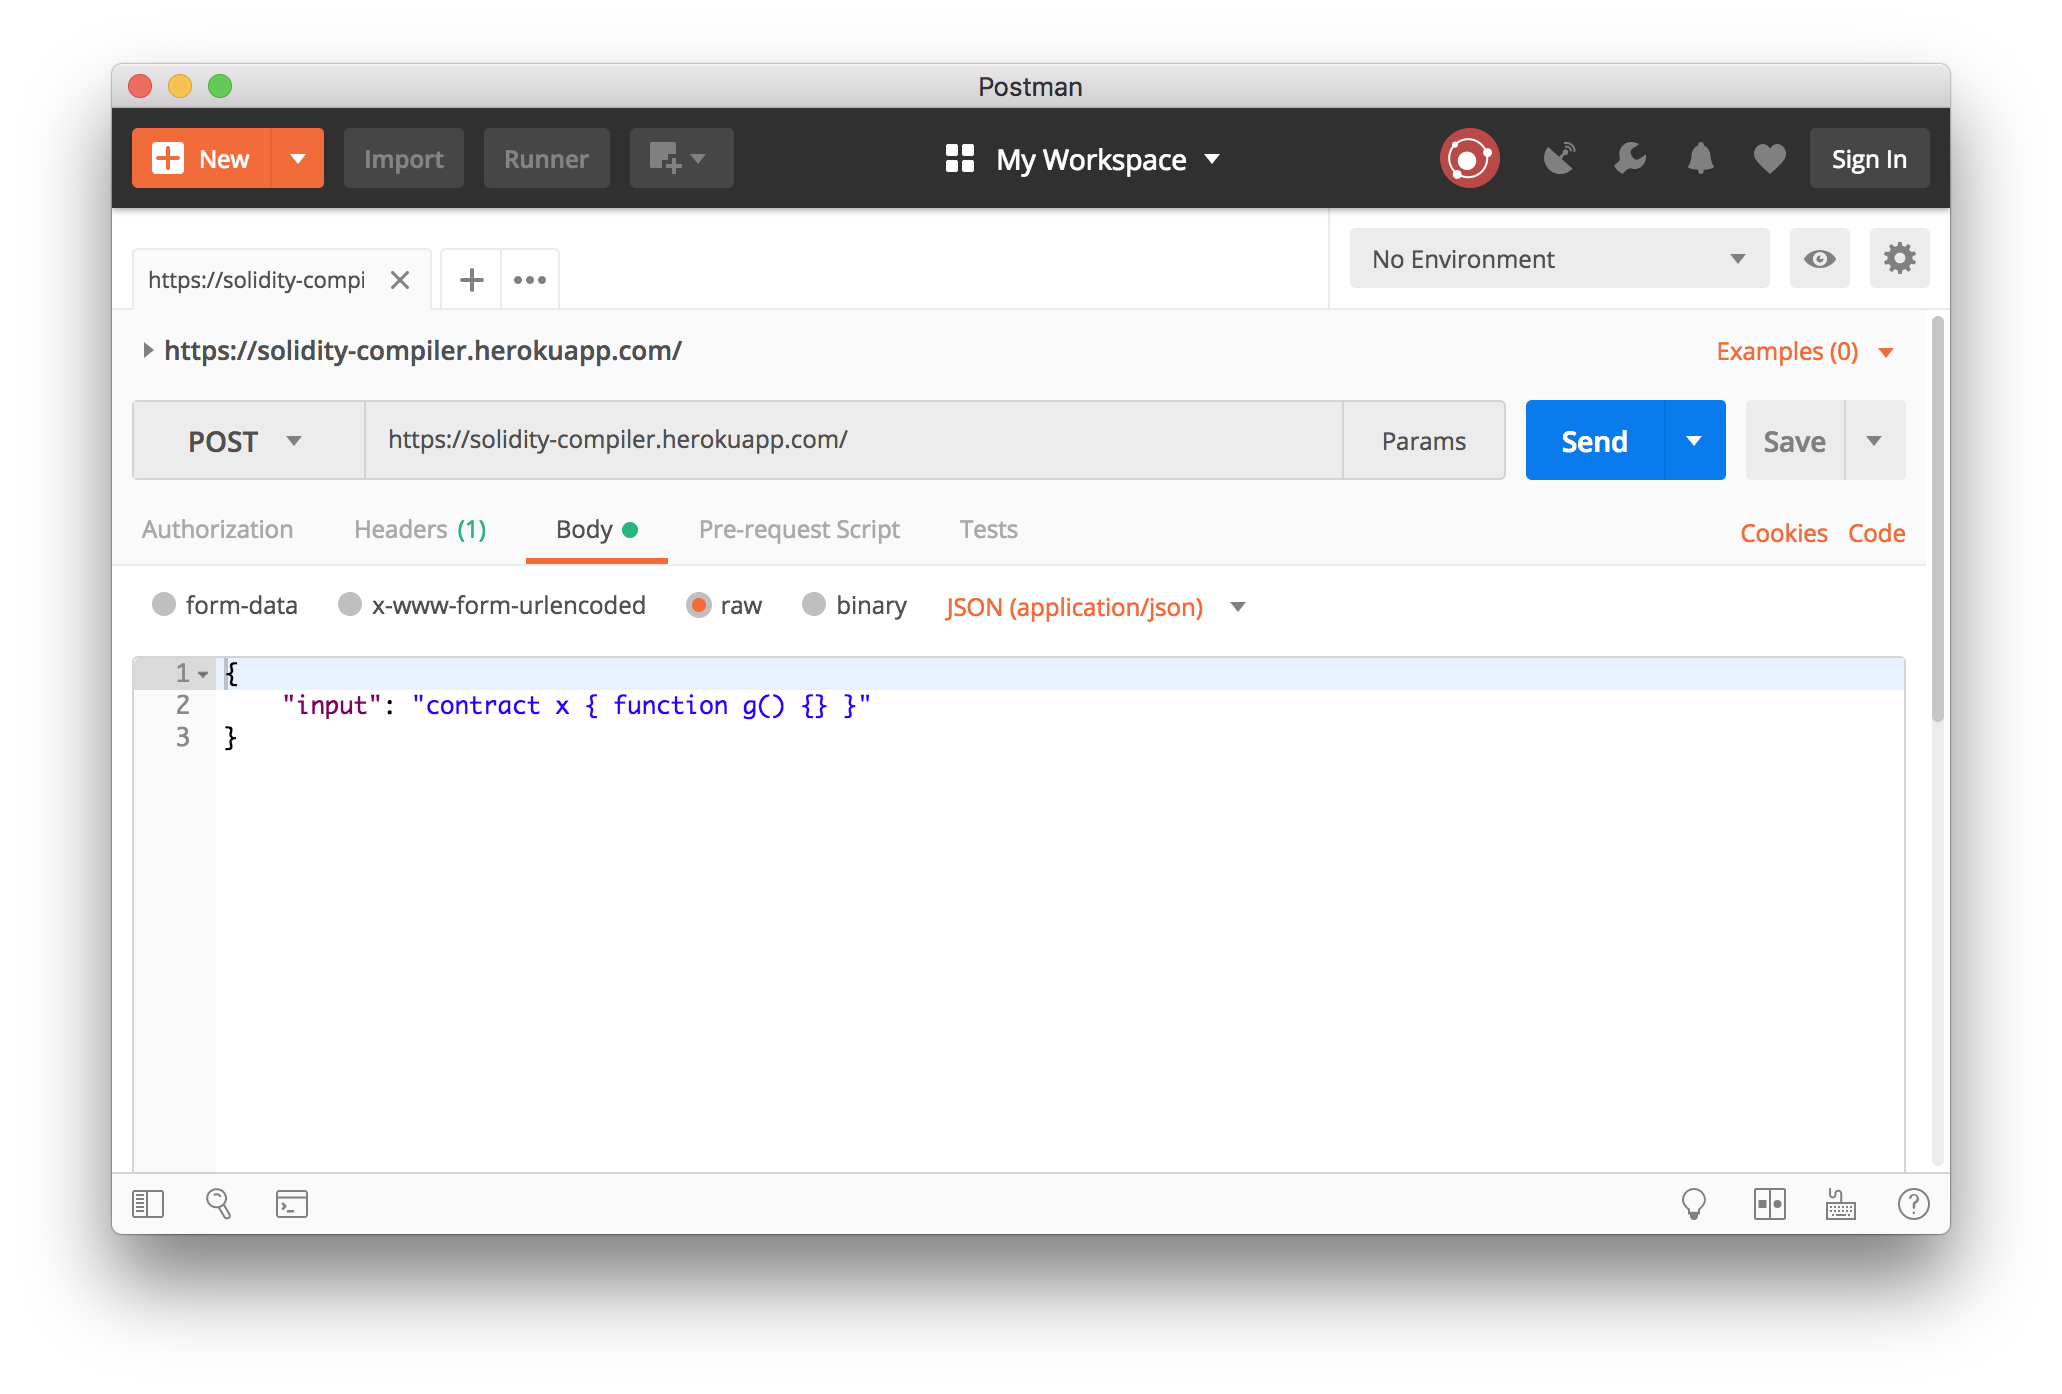 Postman
New Import Runner My Workspace Sign In
https://solidity-compi No Environment
https://solidity-compiler.herokuapp.com/ Examples (0)
POST https://solidity-compiler.herokuapp.com/ Params Send Save
Authorization Headers (1) Body Pre-request Script Tests Cookies Code
form-data x-www-form-urlencoded raw binary JSON (application/json)
1 {
2 "input": "contract x { function g() {} }"
3 }